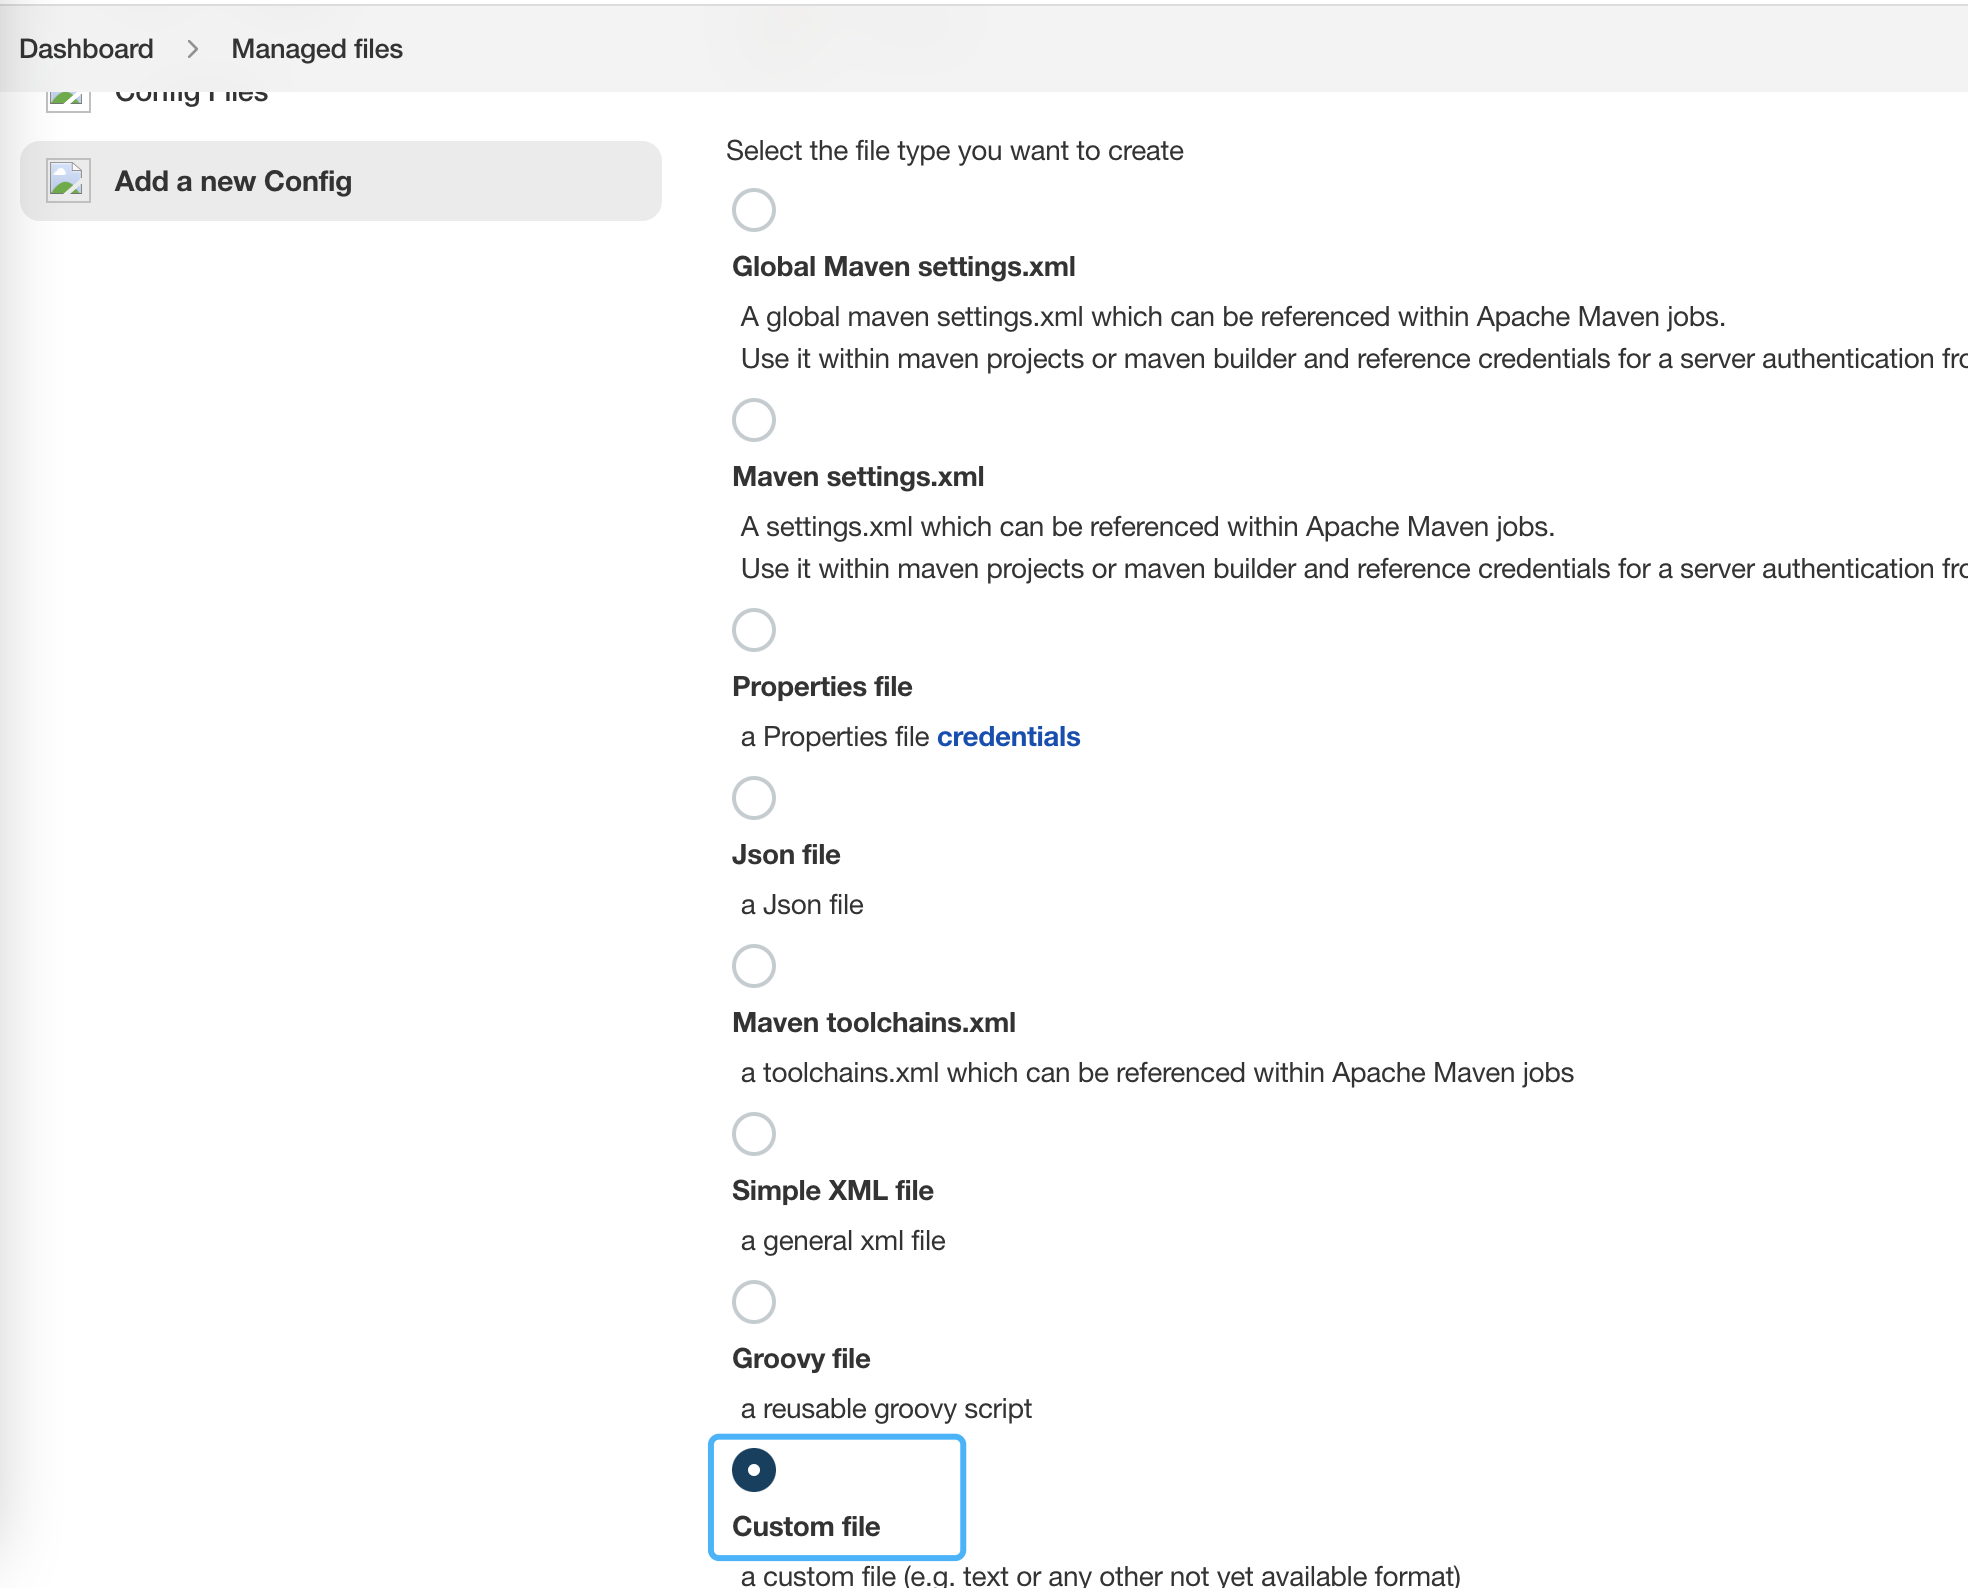 Dashboard > Managed files
Config Files
Add a new Config
Select the file type you want to create
Global Maven settings.xml
A global maven settings.xml which can be referenced within Apache Maven jobs.
Use it within maven projects or maven builder and reference credentials for a server authentication fro
Maven settings.xml
A settings.xml which can be referenced within Apache Maven jobs.
Use it within maven projects or maven builder and reference credentials for a server authentication fro
Properties file
a Properties file credentials
Json file
a Json file
Maven toolchains.xml
a toolchains.xml which can be referenced within Apache Maven jobs
Simple XML file
a general xml file
Groovy file
a reusable groovy script
Custom file
a custom file (e.g. text or any other not yet available format)